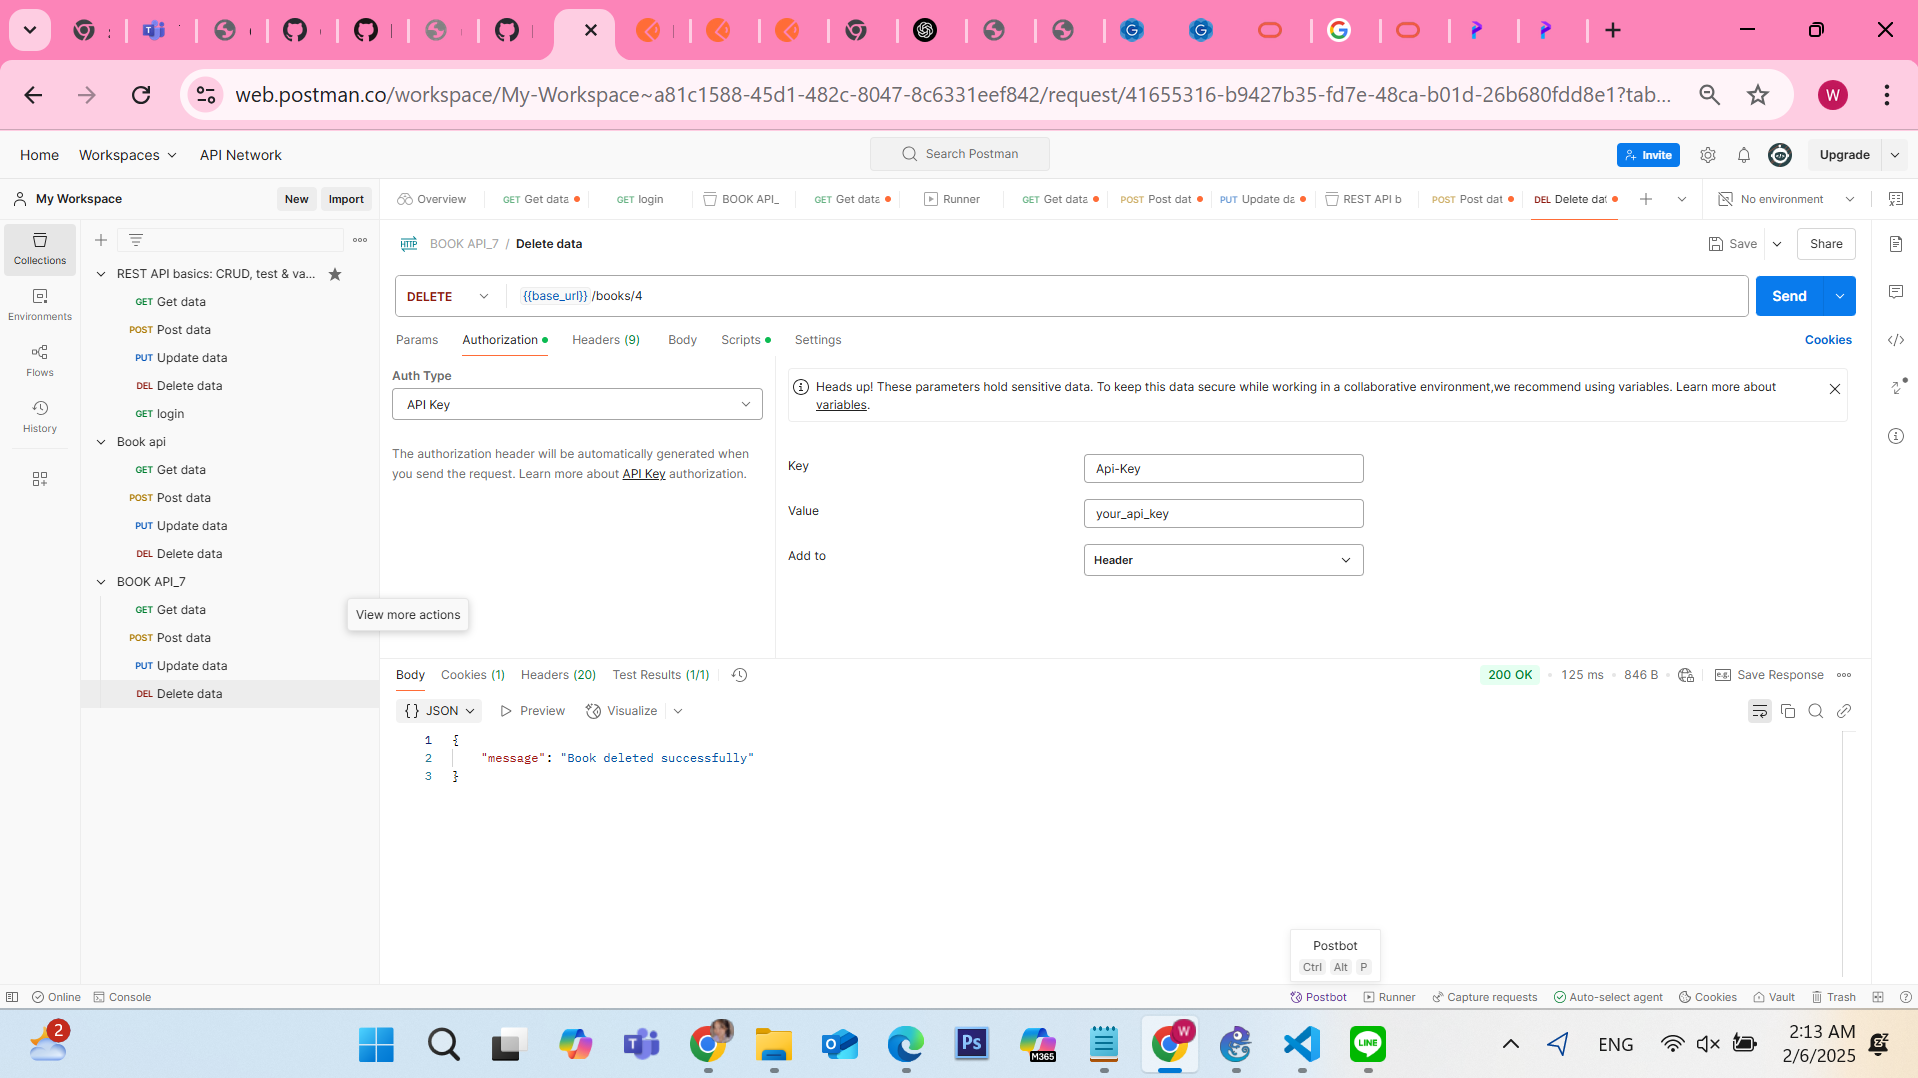 web.postman.co/workspace/My-Workspace~a81c1588-45d1-482c-8047-8c6331eef842/request/41655316-b9427b35-fd7e-48ca-b01d-26b680fdd8e1?tab...
W
Home
Workspaces
API Network
Search Postman
Invite
Upgrade
My Workspace
New
Import
Overview
GET Get data
GET login
BOOK API_
GET Get data
Runner
GET Get data
POST Post dat
PUT Update da
REST API b
POST Post dat
DEL Delete dat
No environment
Collections
Environments
Flows
History
REST API basics: CRUD, test & va...
GET Get data
POST Post data
PUT Update data
DEL Delete data
GET login
Book api
GET Get data
POST Post data
PUT Update data
DEL Delete data
BOOK API_7
GET Get data
POST Post data
PUT Update data
DEL Delete data
View more actions
HTTP
BOOK API_7 / Delete data
Save
Share
DELETE
{{base_url}} /books/4
Send
Params
Authorization
Headers (9)
Body
Scripts
Settings
Cookies
Auth Type
API Key
The authorization header will be automatically generated when
you send the request. Learn more about API Key authorization.
Heads up! These parameters hold sensitive data. To keep this data secure while working in a collaborative environment,we recommend using variables. Learn more about
variables.
Key
Api-Key
Value
your_api_key
Add to
Header
Body
Cookies (1)
Headers (20)
Test Results (1/1)
200 OK
125 ms
846 B
e.g.
Save Response
{} JSON
Preview
Visualize
1 {
2 "message": "Book deleted successfully"
3 }
Postbot
Ctrl Alt P
Online
Console
Postbot
Runner
Capture requests
Auto-select agent
Cookies
Vault
Trash
2
Ps
M365
W
LINE
ENG
2:13 AM
2/6/2025